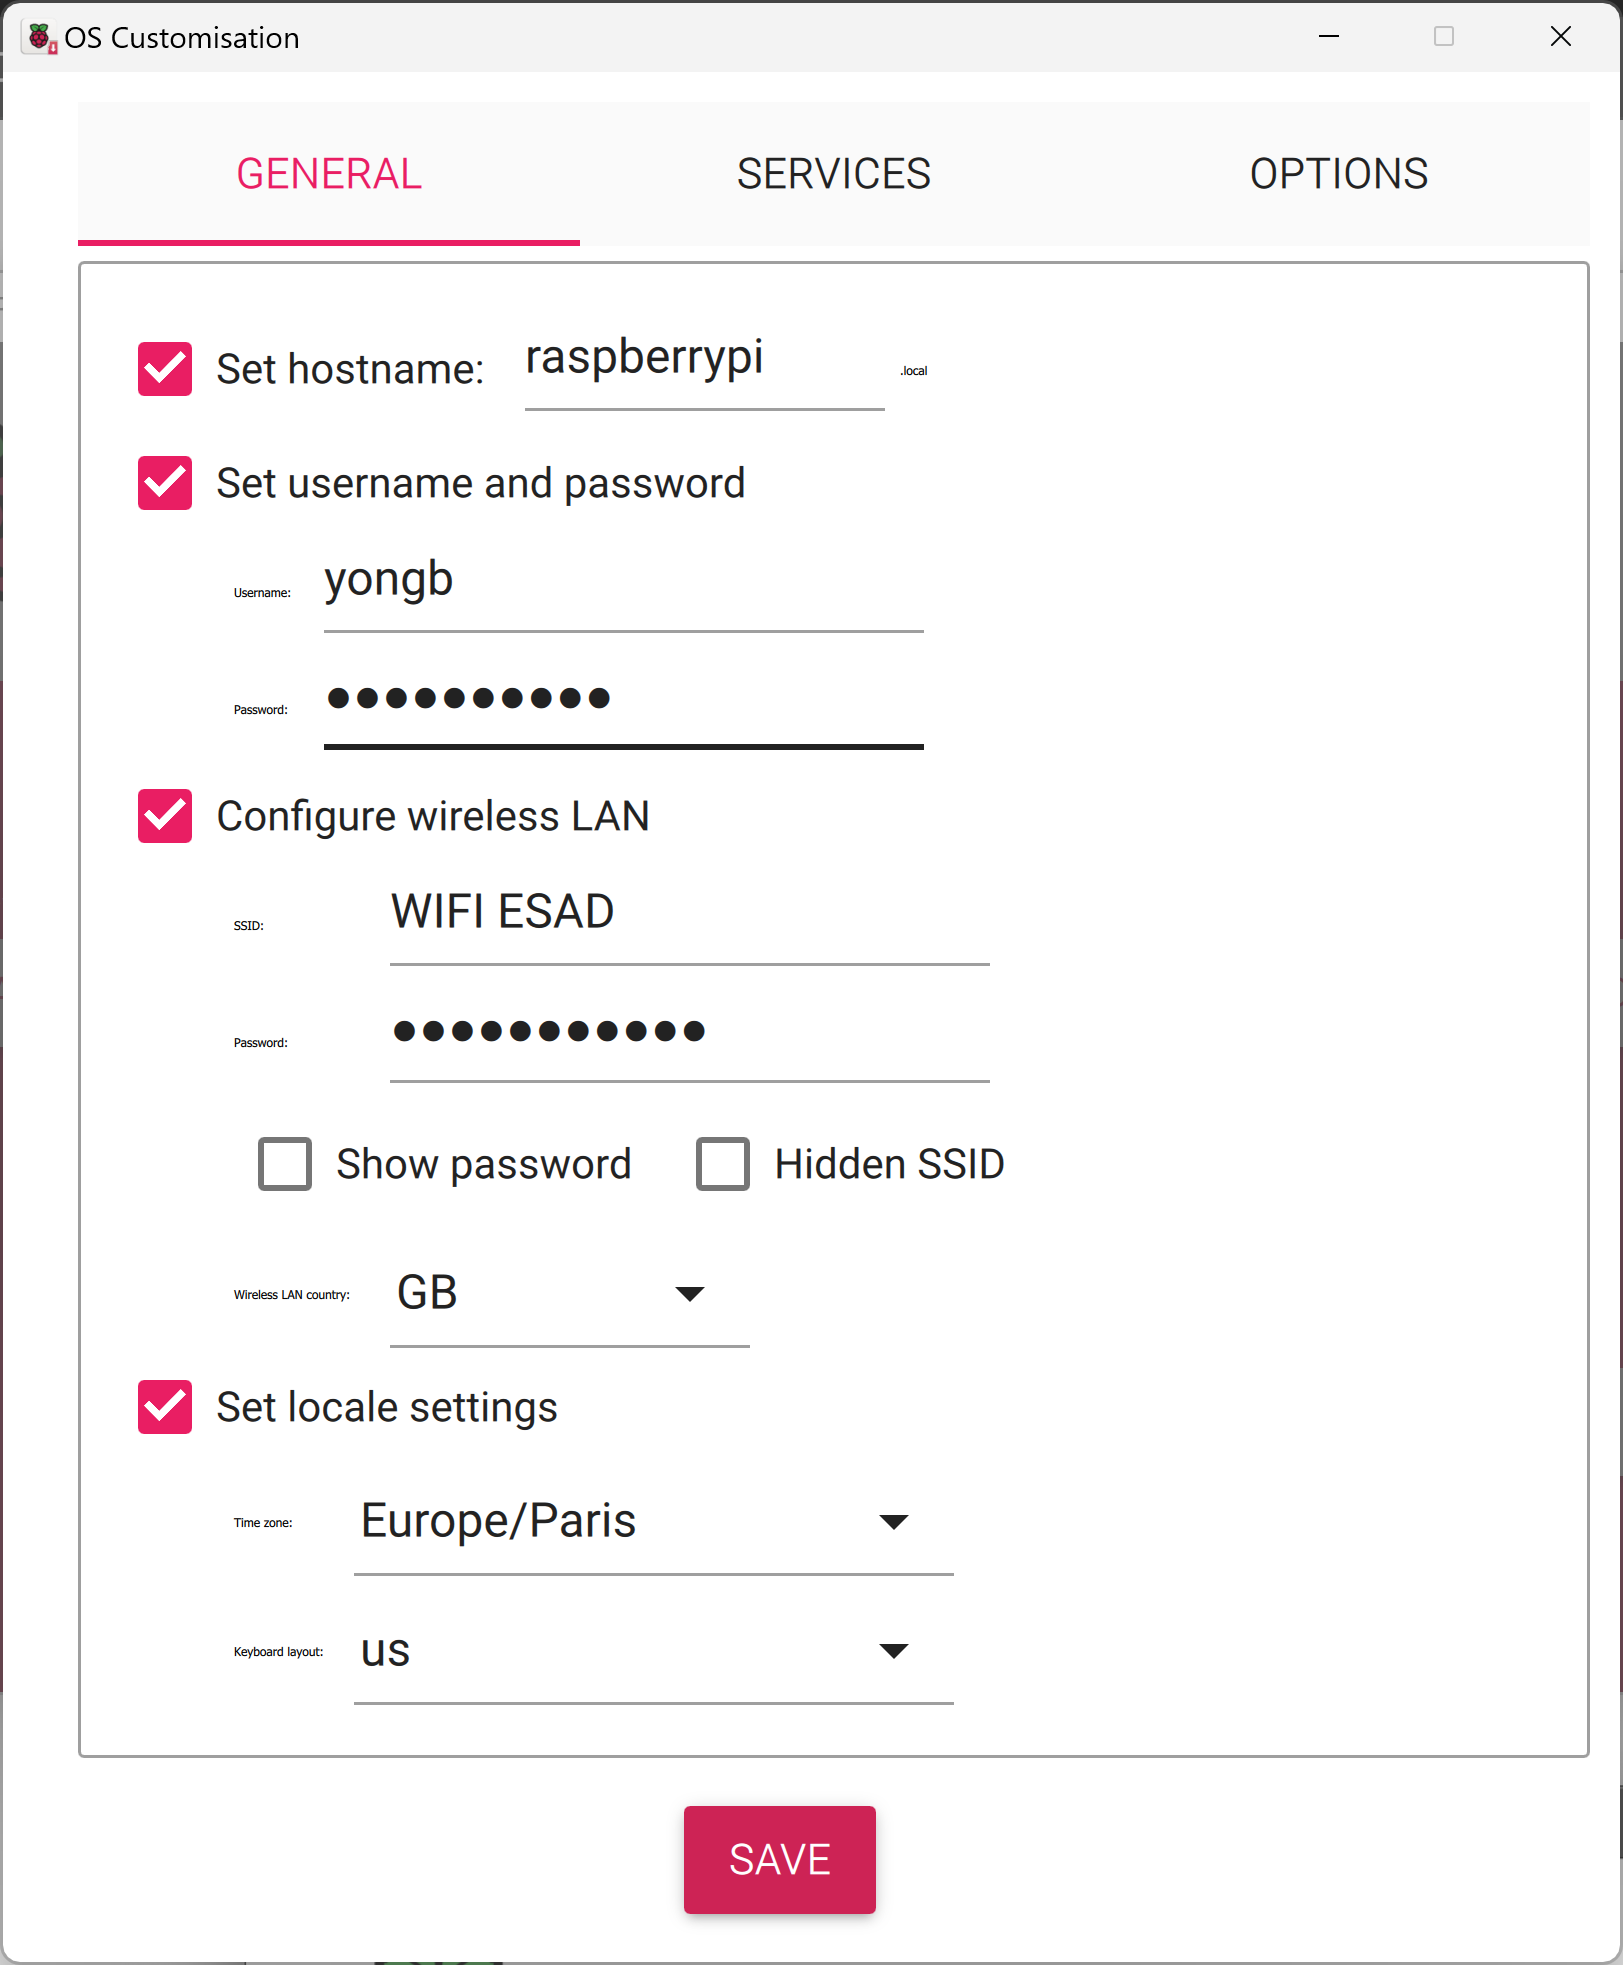 OS Customisation
GENERAL SERVICES OPTIONS
Set hostname: raspberrypi .local
Set username and password
Username: yongb
Password: ●●●●●●●●●●
Configure wireless LAN
SSID: WIFI ESAD
Password: ●●●●●●●●●●●
Show password Hidden SSID
Wireless LAN country: GB
Set locale settings
Time zone: Europe/Paris
Keyboard layout: us
SAVE